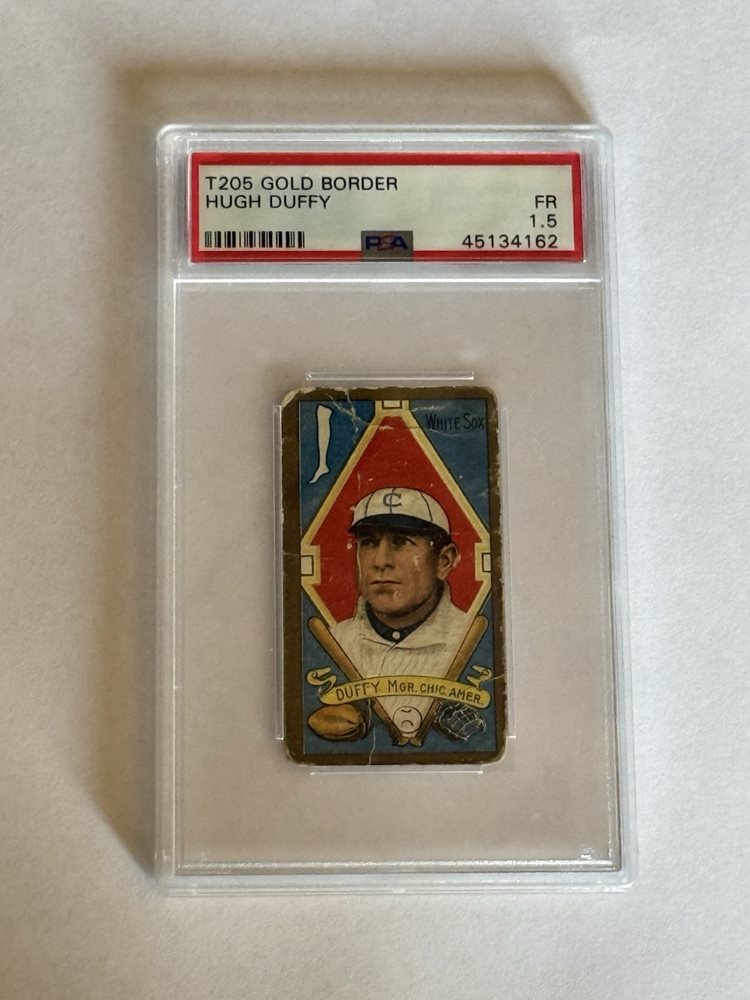 T205 GOLD BORDER
HUGH DUFFY FR
1.5
PSA 45134162
WHITE SOX
C
DUFFY MGR. CHIC. AMER.